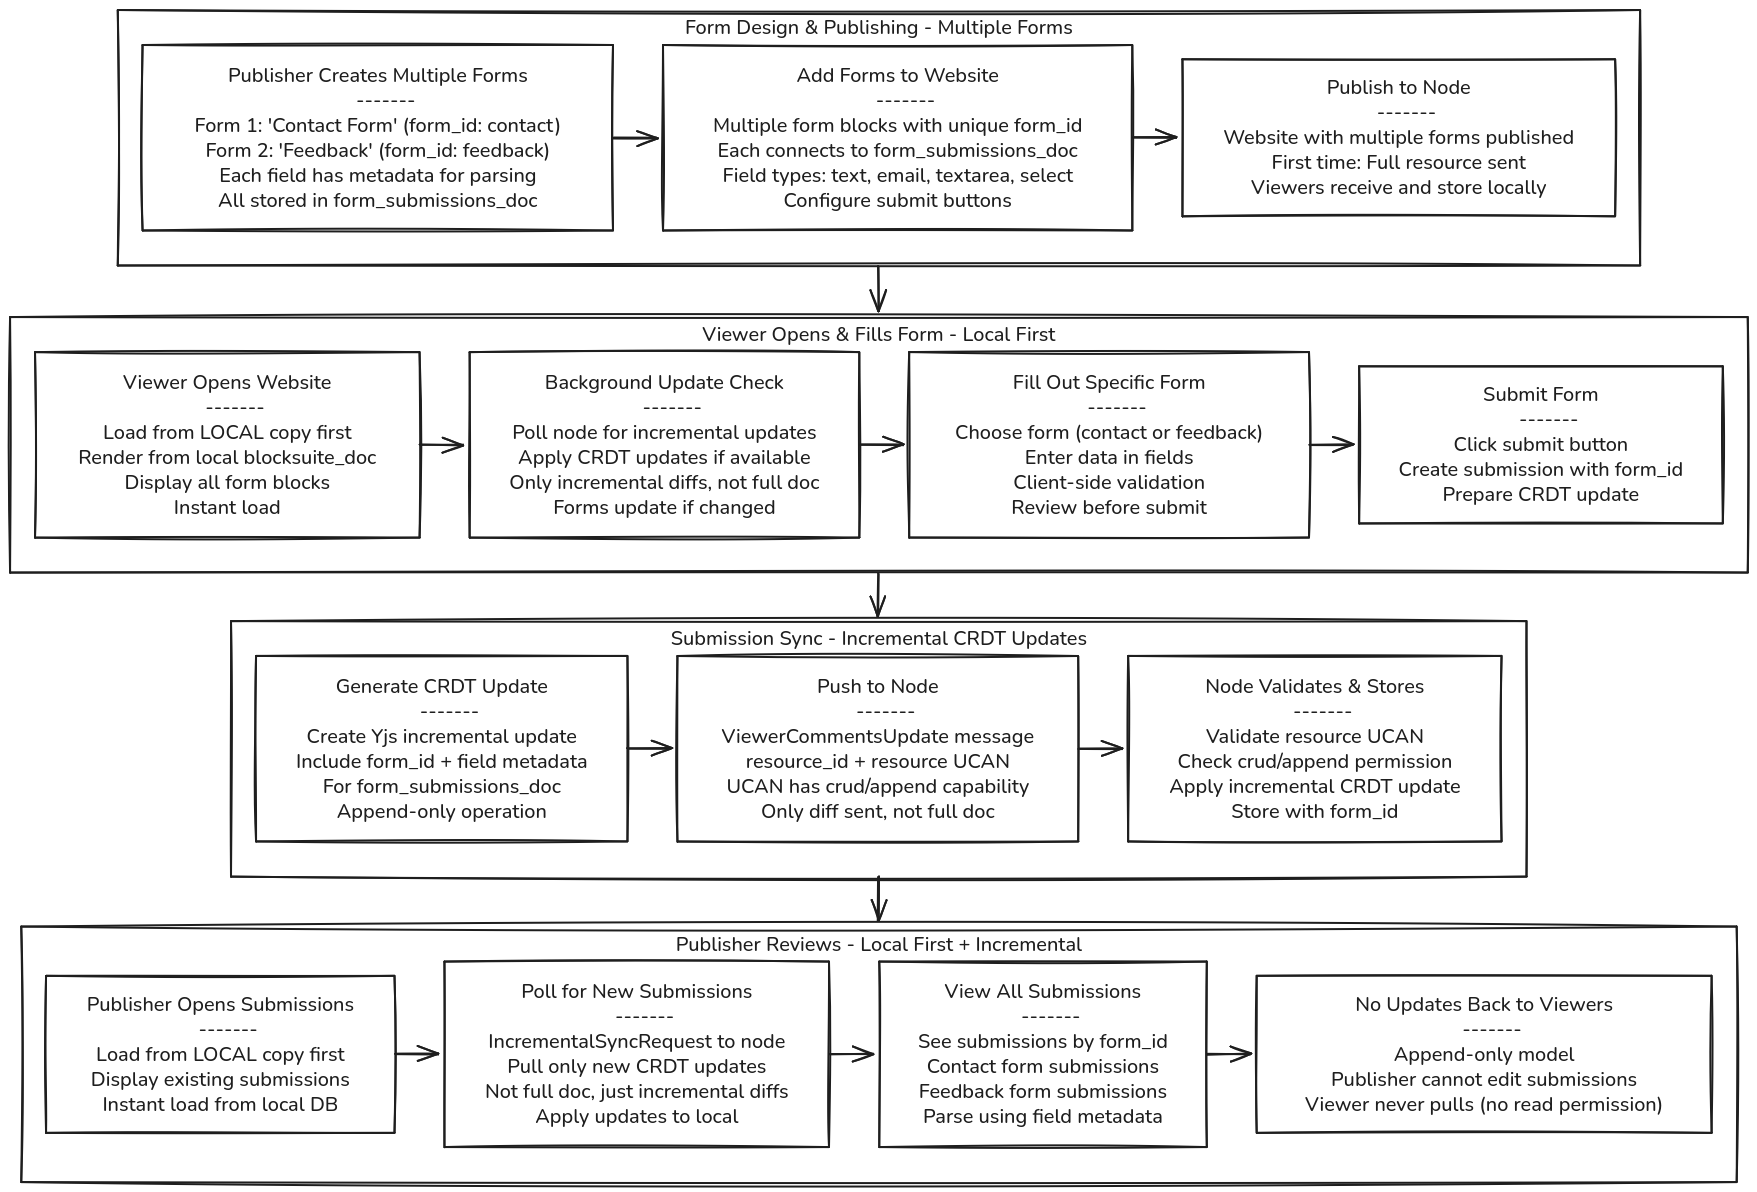 Form Design & Publishing - Multiple Forms
Publisher Creates Multiple Forms
-------
Form 1: 'Contact Form' (form_id: contact)
Form 2: 'Feedback' (form_id: feedback)
Each field has metadata for parsing
All stored in form_submissions_doc
Add Forms to Website
-------
Multiple form blocks with unique form_id
Each connects to form_submissions_doc
Field types: text, email, textarea, select
Configure submit buttons
Publish to Node
-------
Website with multiple forms published
First time: Full resource sent
Viewers receive and store locally
Viewer Opens & Fills Form - Local First
Viewer Opens Website
-------
Load from LOCAL copy first
Render from local blocksuite_doc
Display all form blocks
Instant load
Background Update Check
-------
Poll node for incremental updates
Apply CRDT updates if available
Only incremental diffs, not full doc
Forms update if changed
Fill Out Specific Form
-------
Choose form (contact or feedback)
Enter data in fields
Client-side validation
Review before submit
Submit Form
-------
Click submit button
Create submission with form_id
Prepare CRDT update
Submission Sync - Incremental CRDT Updates
Generate CRDT Update
-------
Create Yjs incremental update
Include form_id + field metadata
For form_submissions_doc
Append-only operation
Push to Node
-------
ViewerCommentsUpdate message
resource_id + resource UCAN
UCAN has crud/append capability
Only diff sent, not full doc
Node Validates & Stores
-------
Validate resource UCAN
Check crud/append permission
Apply incremental CRDT update
Store with form_id
Publisher Reviews - Local First + Incremental
Publisher Opens Submissions
-------
Load from LOCAL copy first
Display existing submissions
Instant load from local DB
Poll for New Submissions
-------
IncrementalSyncRequest to node
Pull only new CRDT updates
Not full doc, just incremental diffs
Apply updates to local
View All Submissions
-------
See submissions by form_id
Contact form submissions
Feedback form submissions
Parse using field metadata
No Updates Back to Viewers
-------
Append-only model
Publisher cannot edit submissions
Viewer never pulls (no read permission)